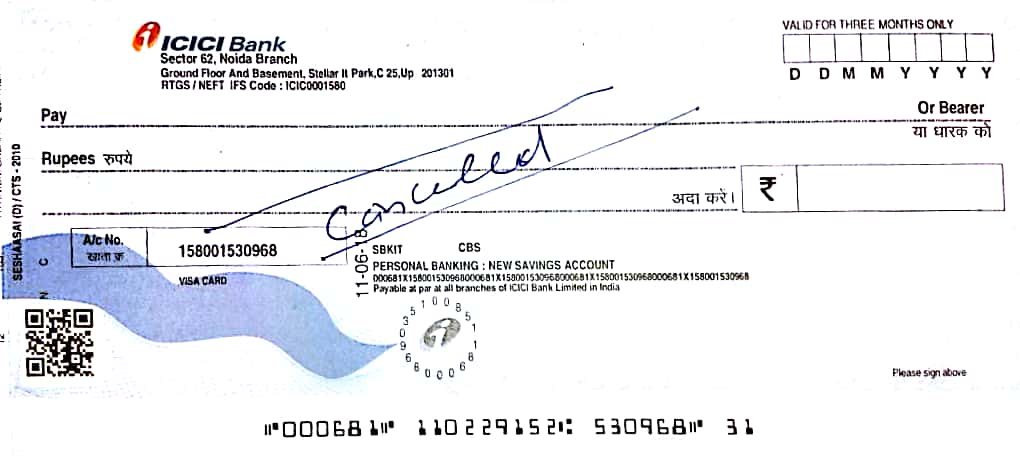 ICICI Bank
Sector 62, Noida Branch
Ground Floor And Basement, Stellar II Park,C 25,Up 201301
RTGS / NEFT IFS Code : ICIC0001580
VALID FOR THREE MONTHS ONLY
D D M M Y Y Y Y
Pay
Or Bearer
या धारक को
Rupees रुपये
Cancelled
अदा करें।
₹
A/c No.
खाता क्र
158001530968
VISA CARD
SBKIT CBS
PERSONAL BANKING : NEW SAVINGS ACCOUNT
000681X158001530968000681X158001530968000681X158001530968000681X158001530968
Payable at par at all branches of ICICI Bank Limited in India
11-06-18
SESHAASAI (O) / CTS - 2010
Please sign above
⑈000681⑈ 110229152⑆ 530968⑈ 31